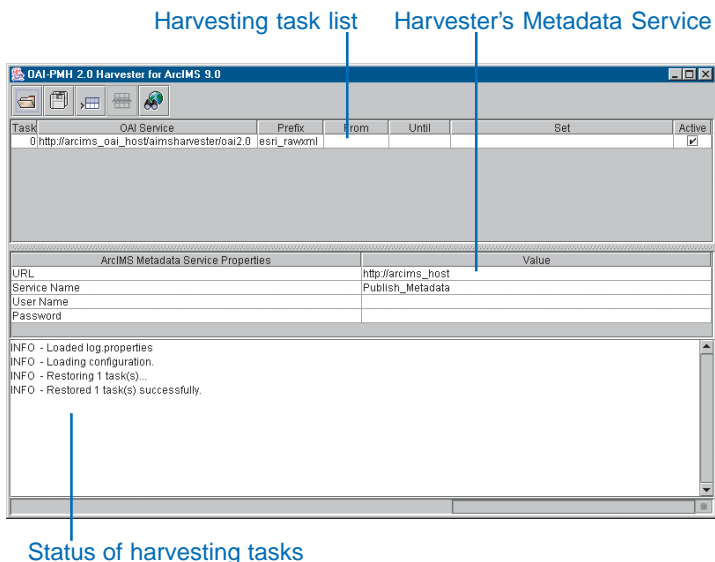 Harvesting task list Harvester's Metadata Service
OAI-PMH 2.0 Harvester for ArcIMS 9.0
Task OAI Service Prefix From Until Set Active
0 http://arcims_oai_host/aimsharvester/oai2.0 esri_rawxml
ArcIMS Metadata Service Properties Value
URL http://arcims_host
Service Name Publish_Metadata
User Name
Password
INFO - Loaded log.properties
INFO - Loading configuration.
INFO - Restoring 1 task(s)...
INFO - Restored 1 task(s) successfully.
Status of harvesting tasks